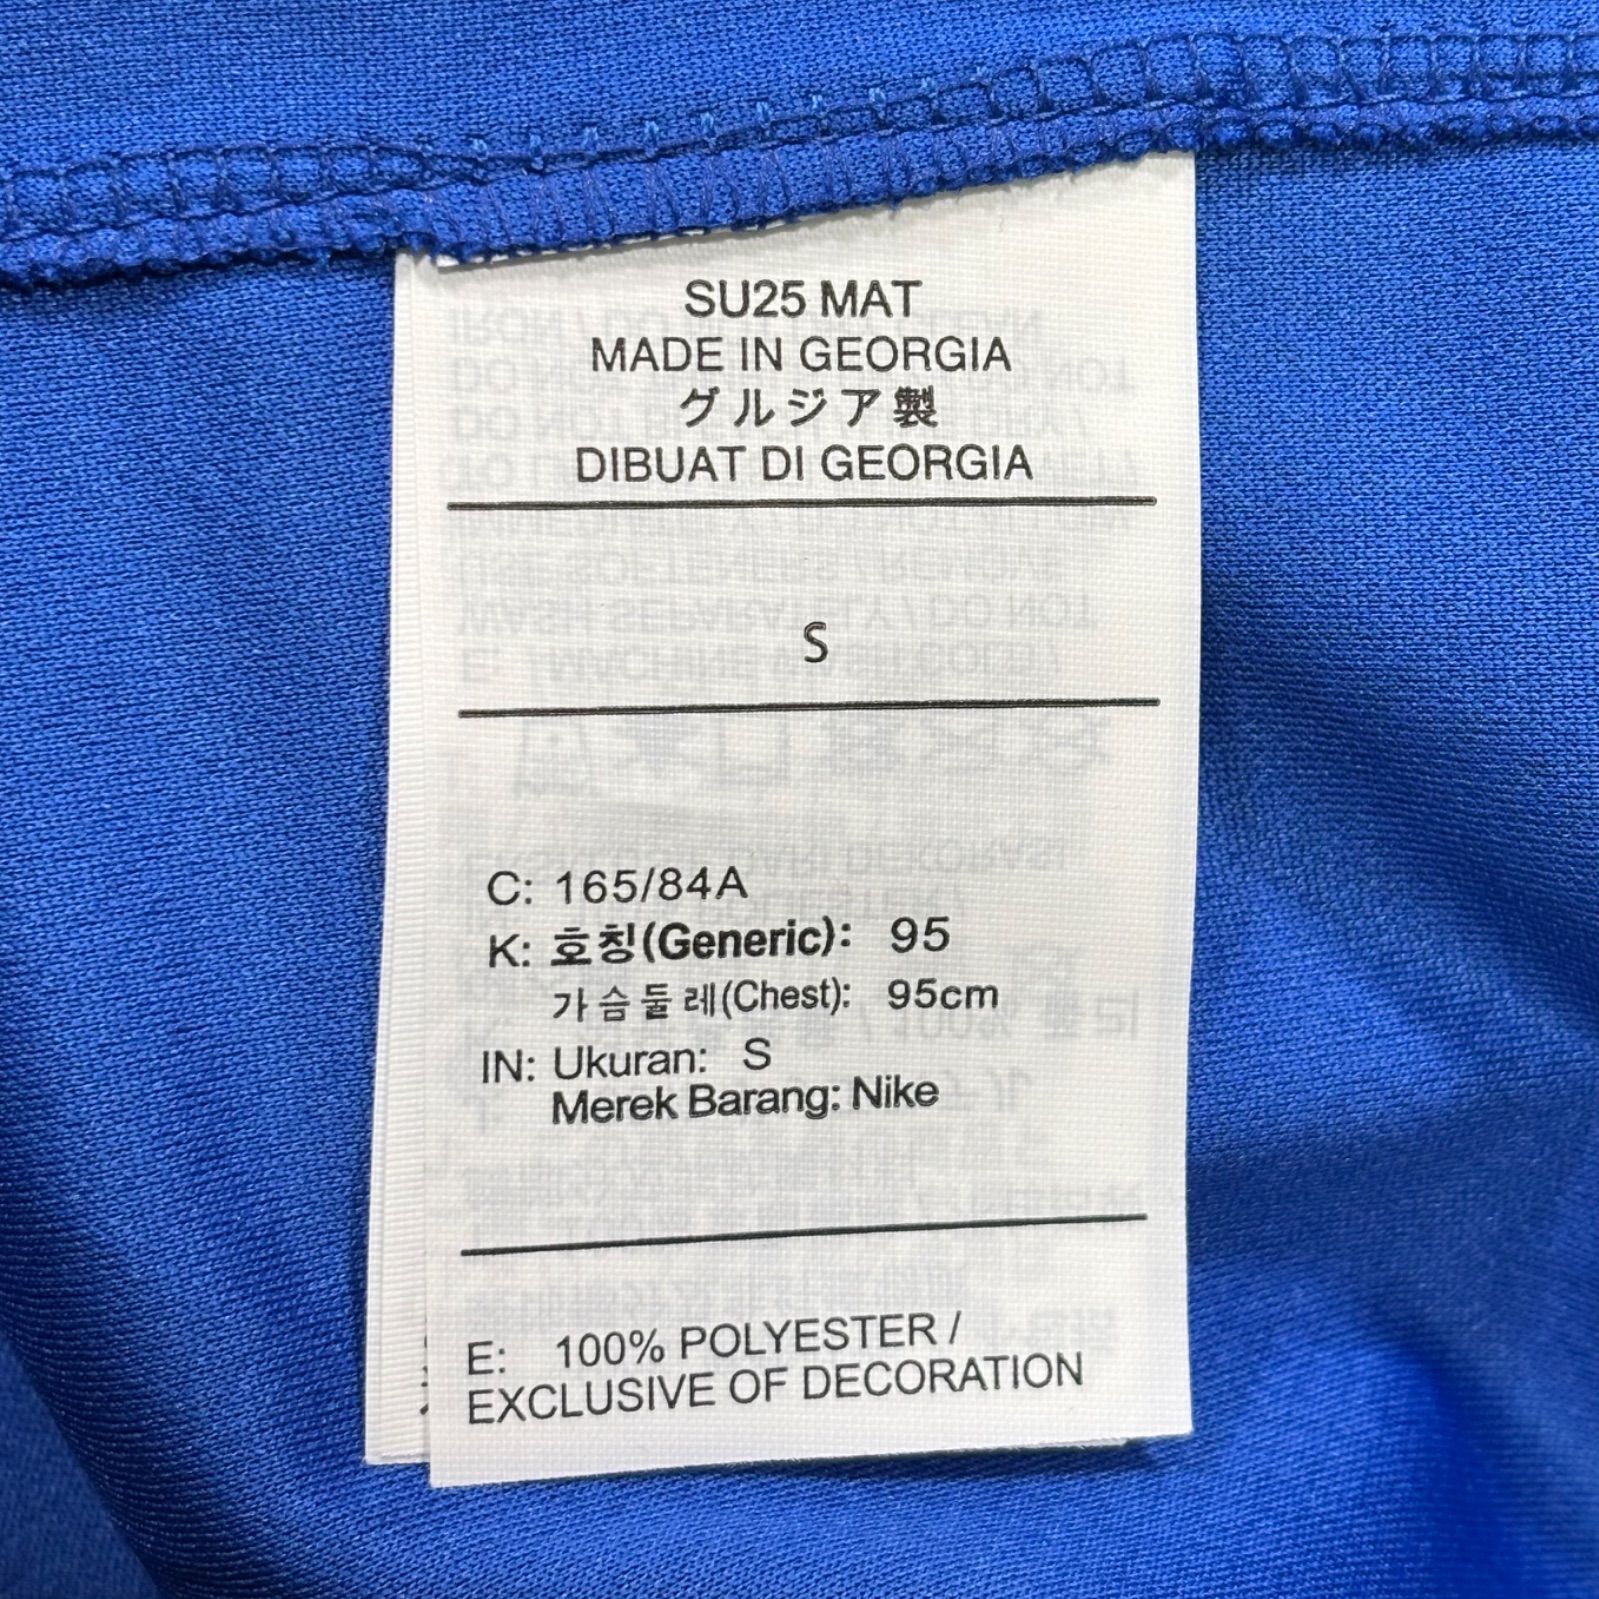 SU25 MAT
MADE IN GEORGIA
グルジア製
DIBUAT DI GEORGIA
S
C: 165/84A
K: 호칭(Generic): 95
가슴둘레(Chest): 95cm
IN: Ukuran: S
Merek Barang: Nike
E: 100% POLYESTER /
EXCLUSIVE OF DECORATION